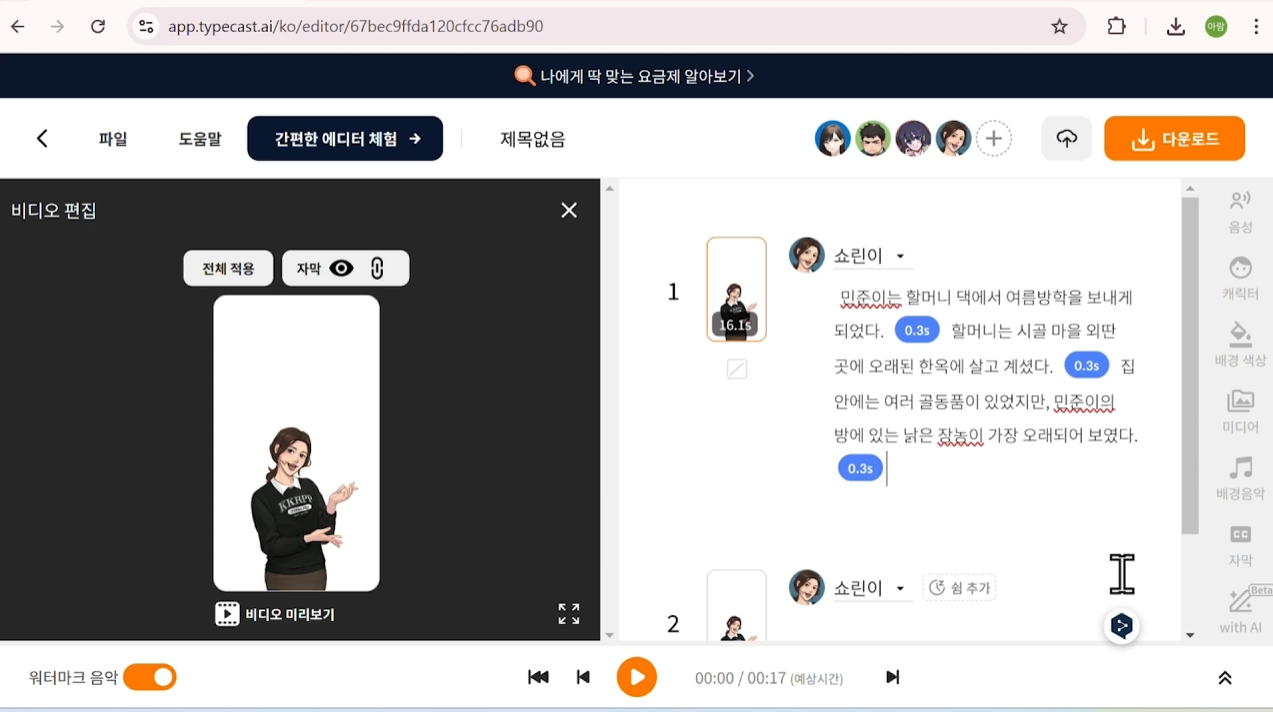 app.typecast.ai/ko/editor/67bec9ffda120cfcc76adb90
아람
나에게 딱 맞는 요금제 알아보기 >
파일 도움말 간편한 에디터 체험 → 제목없음 다운로드
비디오 편집
전체 적용 자막
KKRPP
비디오 미리보기
1 16.1s 쇼린이
민준이는 할머니 댁에서 여름방학을 보내게
되었다. 0.3s 할머니는 시골 마을 외딴
곳에 오래된 한옥에 살고 계셨다. 0.3s 집
안에는 여러 골동품이 있었지만, 민준이의
방에 있는 낡은 장농이 가장 오래되어 보였다.
0.3s
2 쇼린이 쉼 추가
음성
캐릭터
배경 색상
미디어
배경음악
CC
자막
Beta
with AI
워터마크 음악 00:00 / 00:17 (예상시간)